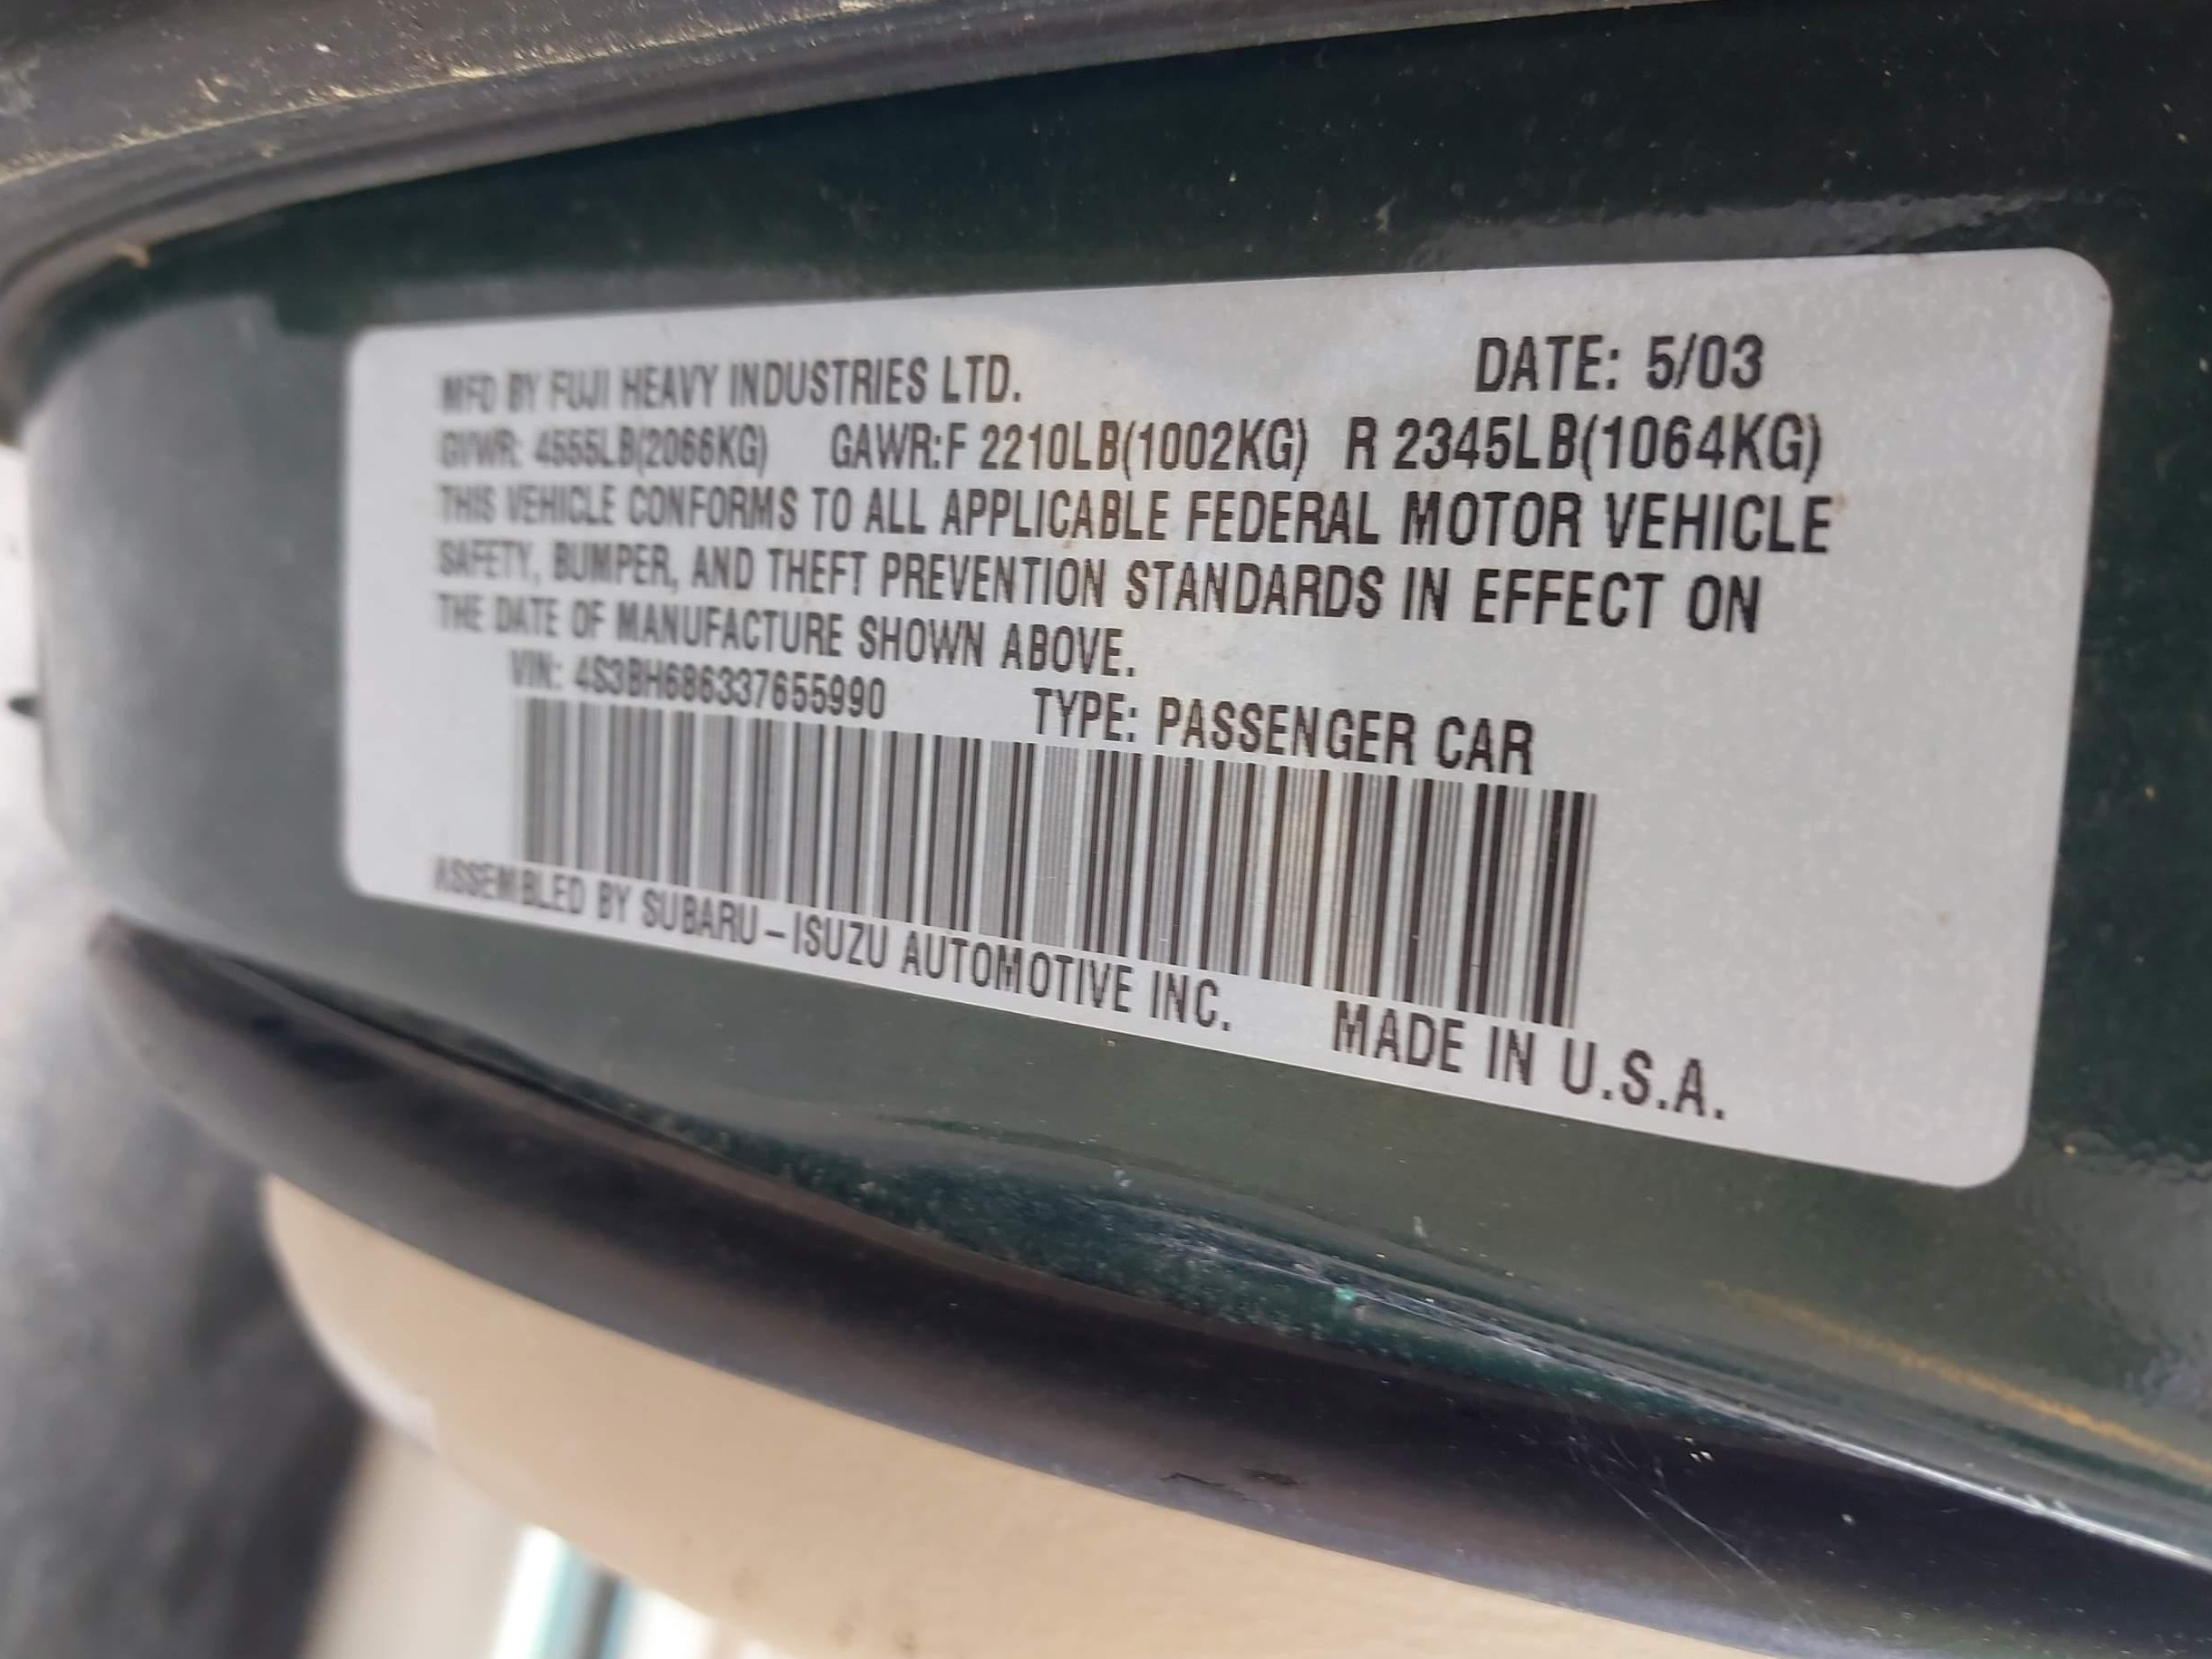 MFD BY FUJI HEAVY INDUSTRIES LTD. DATE: 5/03
GVWR: 4555LB(2066KG) GAWR:F 2210LB(1002KG) R 2345LB(1064KG)
THIS VEHICLE CONFORMS TO ALL APPLICABLE FEDERAL MOTOR VEHICLE
SAFETY, BUMPER, AND THEFT PREVENTION STANDARDS IN EFFECT ON
THE DATE OF MANUFACTURE SHOWN ABOVE.
VIN: 4S3BH686337655990 TYPE: PASSENGER CAR
ASSEMBLED BY SUBARU-ISUZU AUTOMOTIVE INC. MADE IN U.S.A.